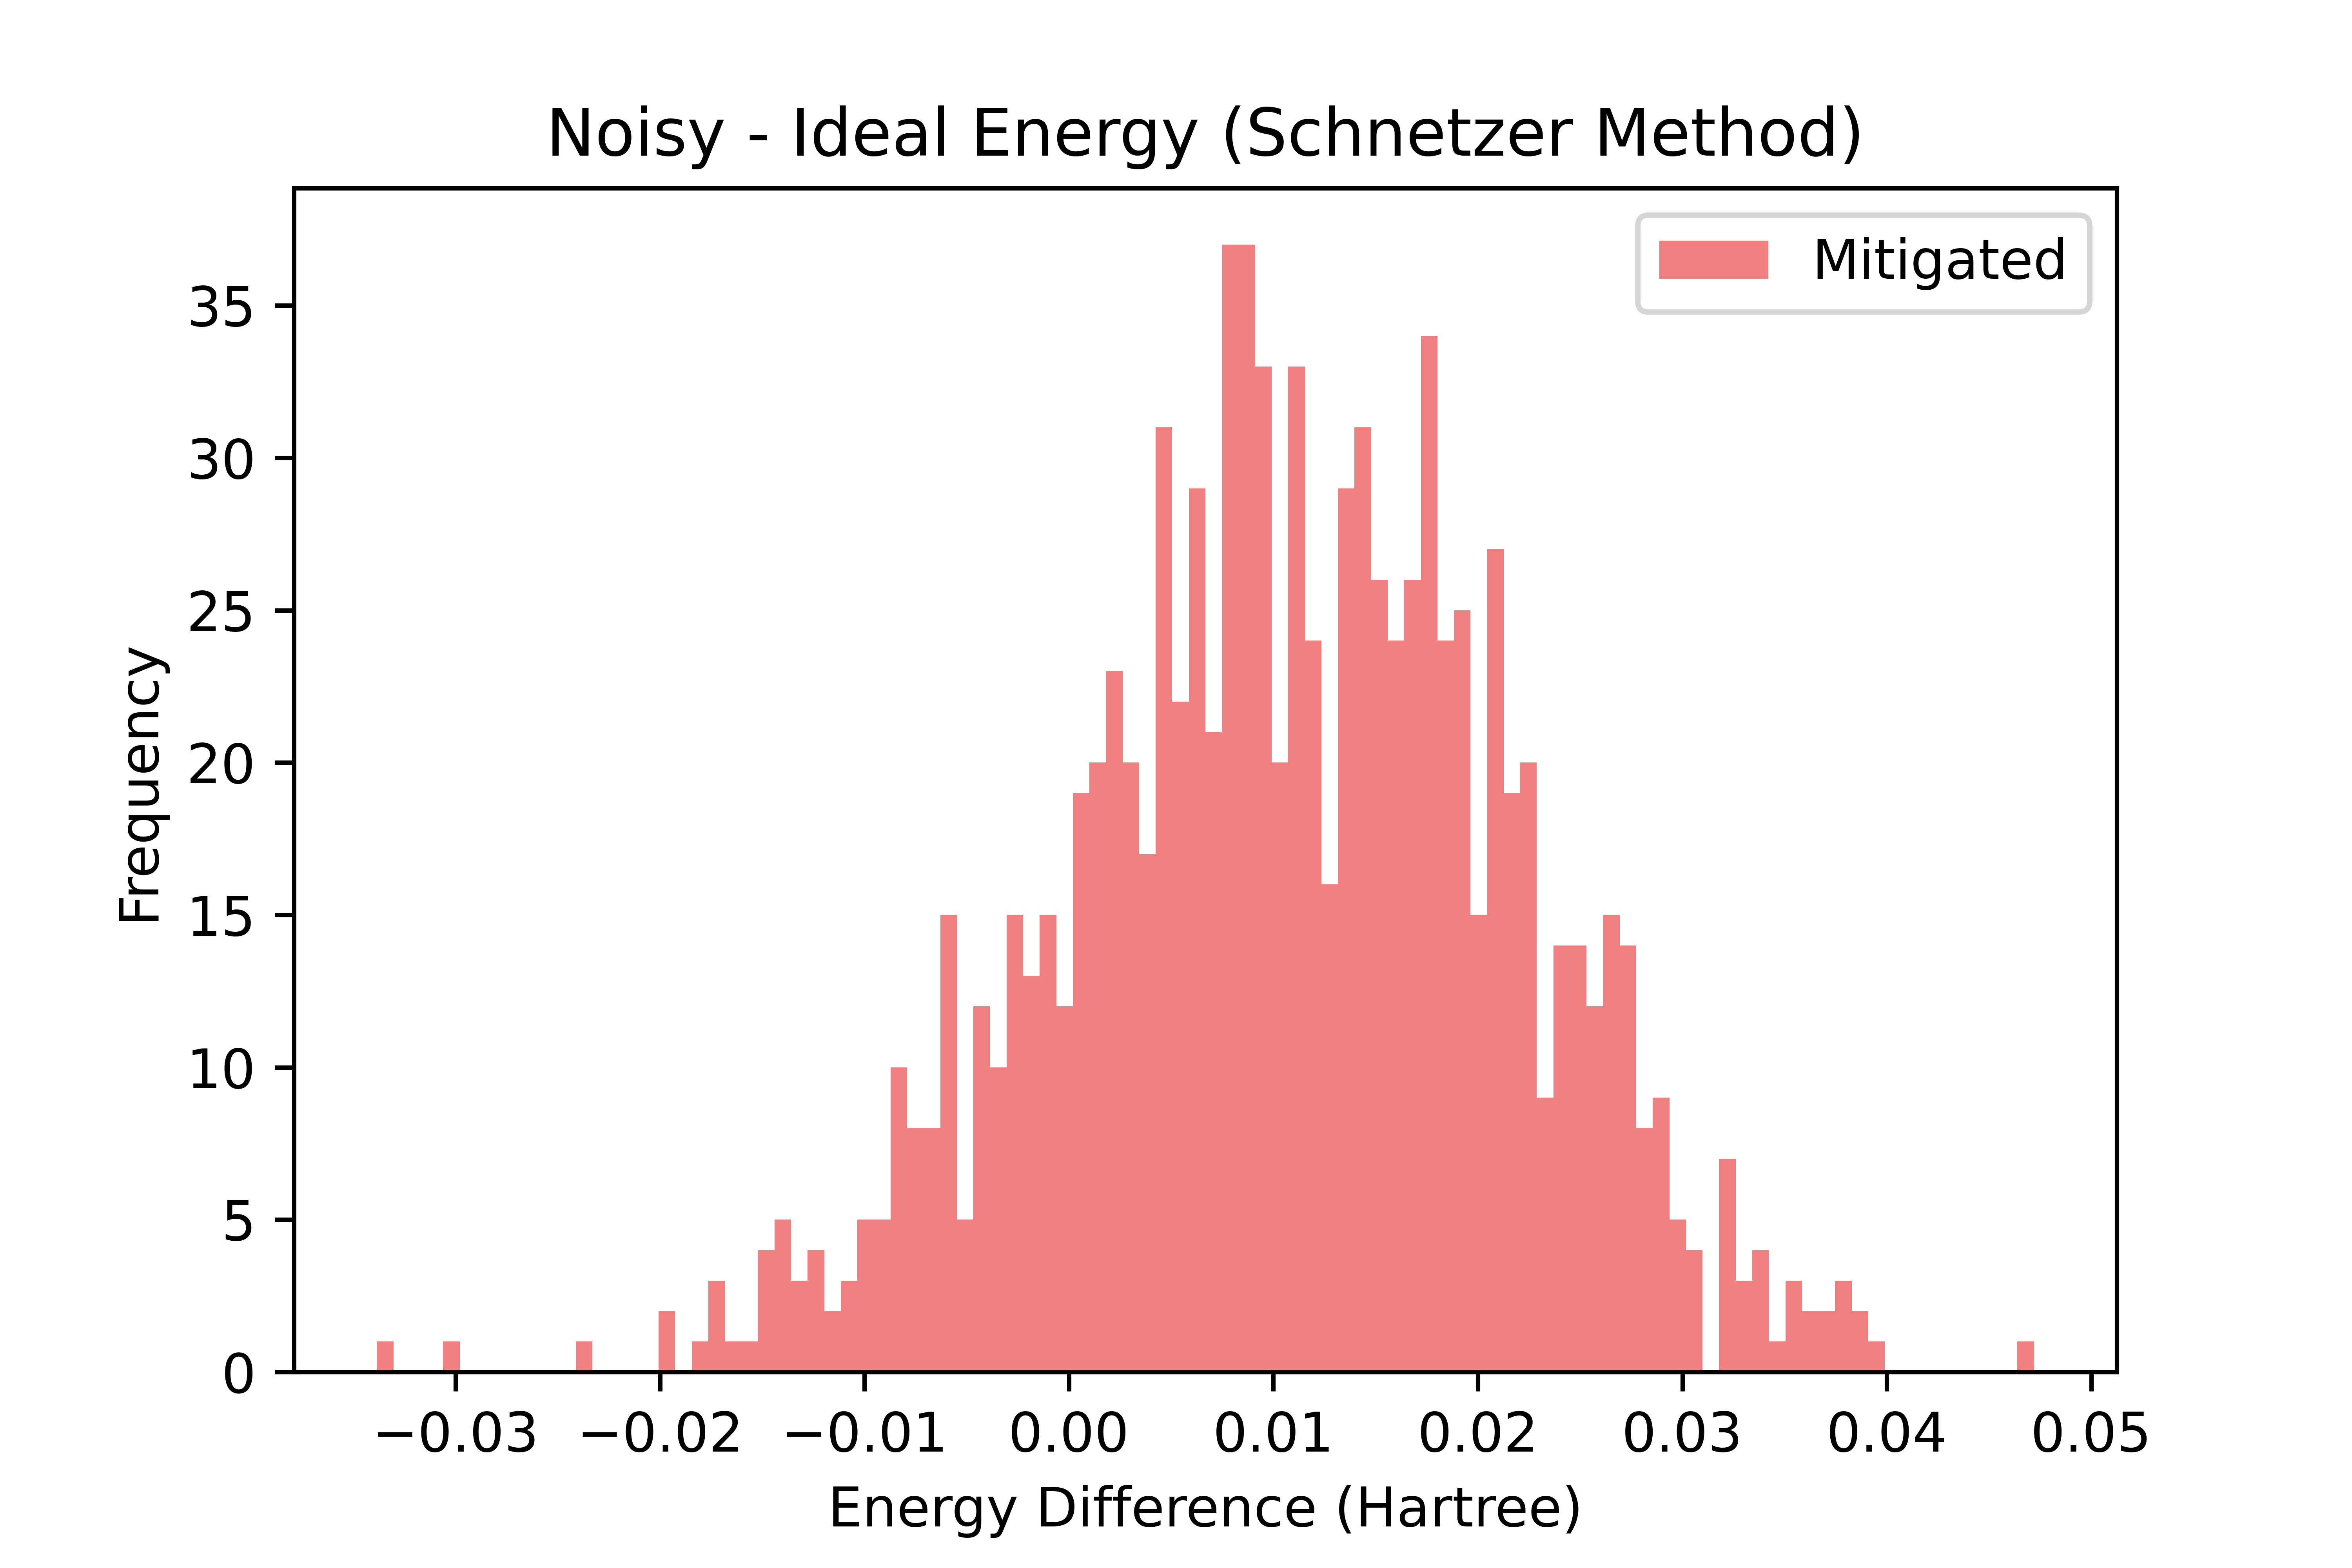 Noisy - Ideal Energy (Schnetzer Method)
Mitigated
Frequency
35
30
25
20
15
10
5
0
−0.03 −0.02 −0.01 0.00 0.01 0.02 0.03 0.04 0.05
Energy Difference (Hartree)